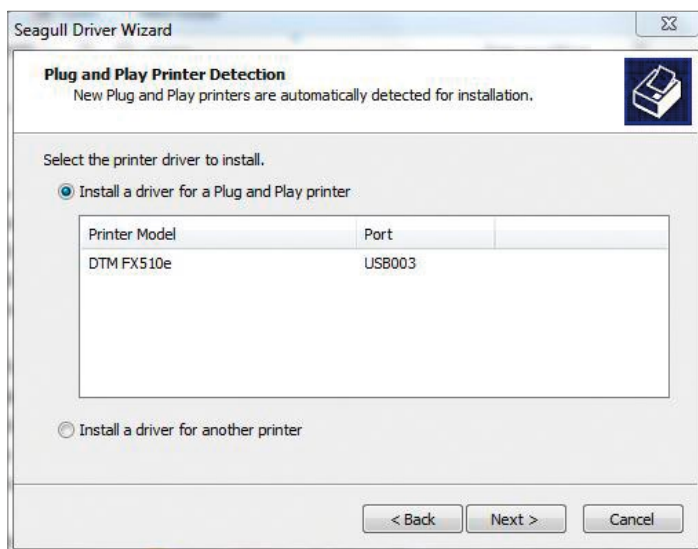 Seagull Driver Wizard
Plug and Play Printer Detection
New Plug and Play printers are automatically detected for installation.
Select the printer driver to install.
Install a driver for a Plug and Play printer
Printer Model Port
DTM FX510e USB003
Install a driver for another printer
< Back Next > Cancel